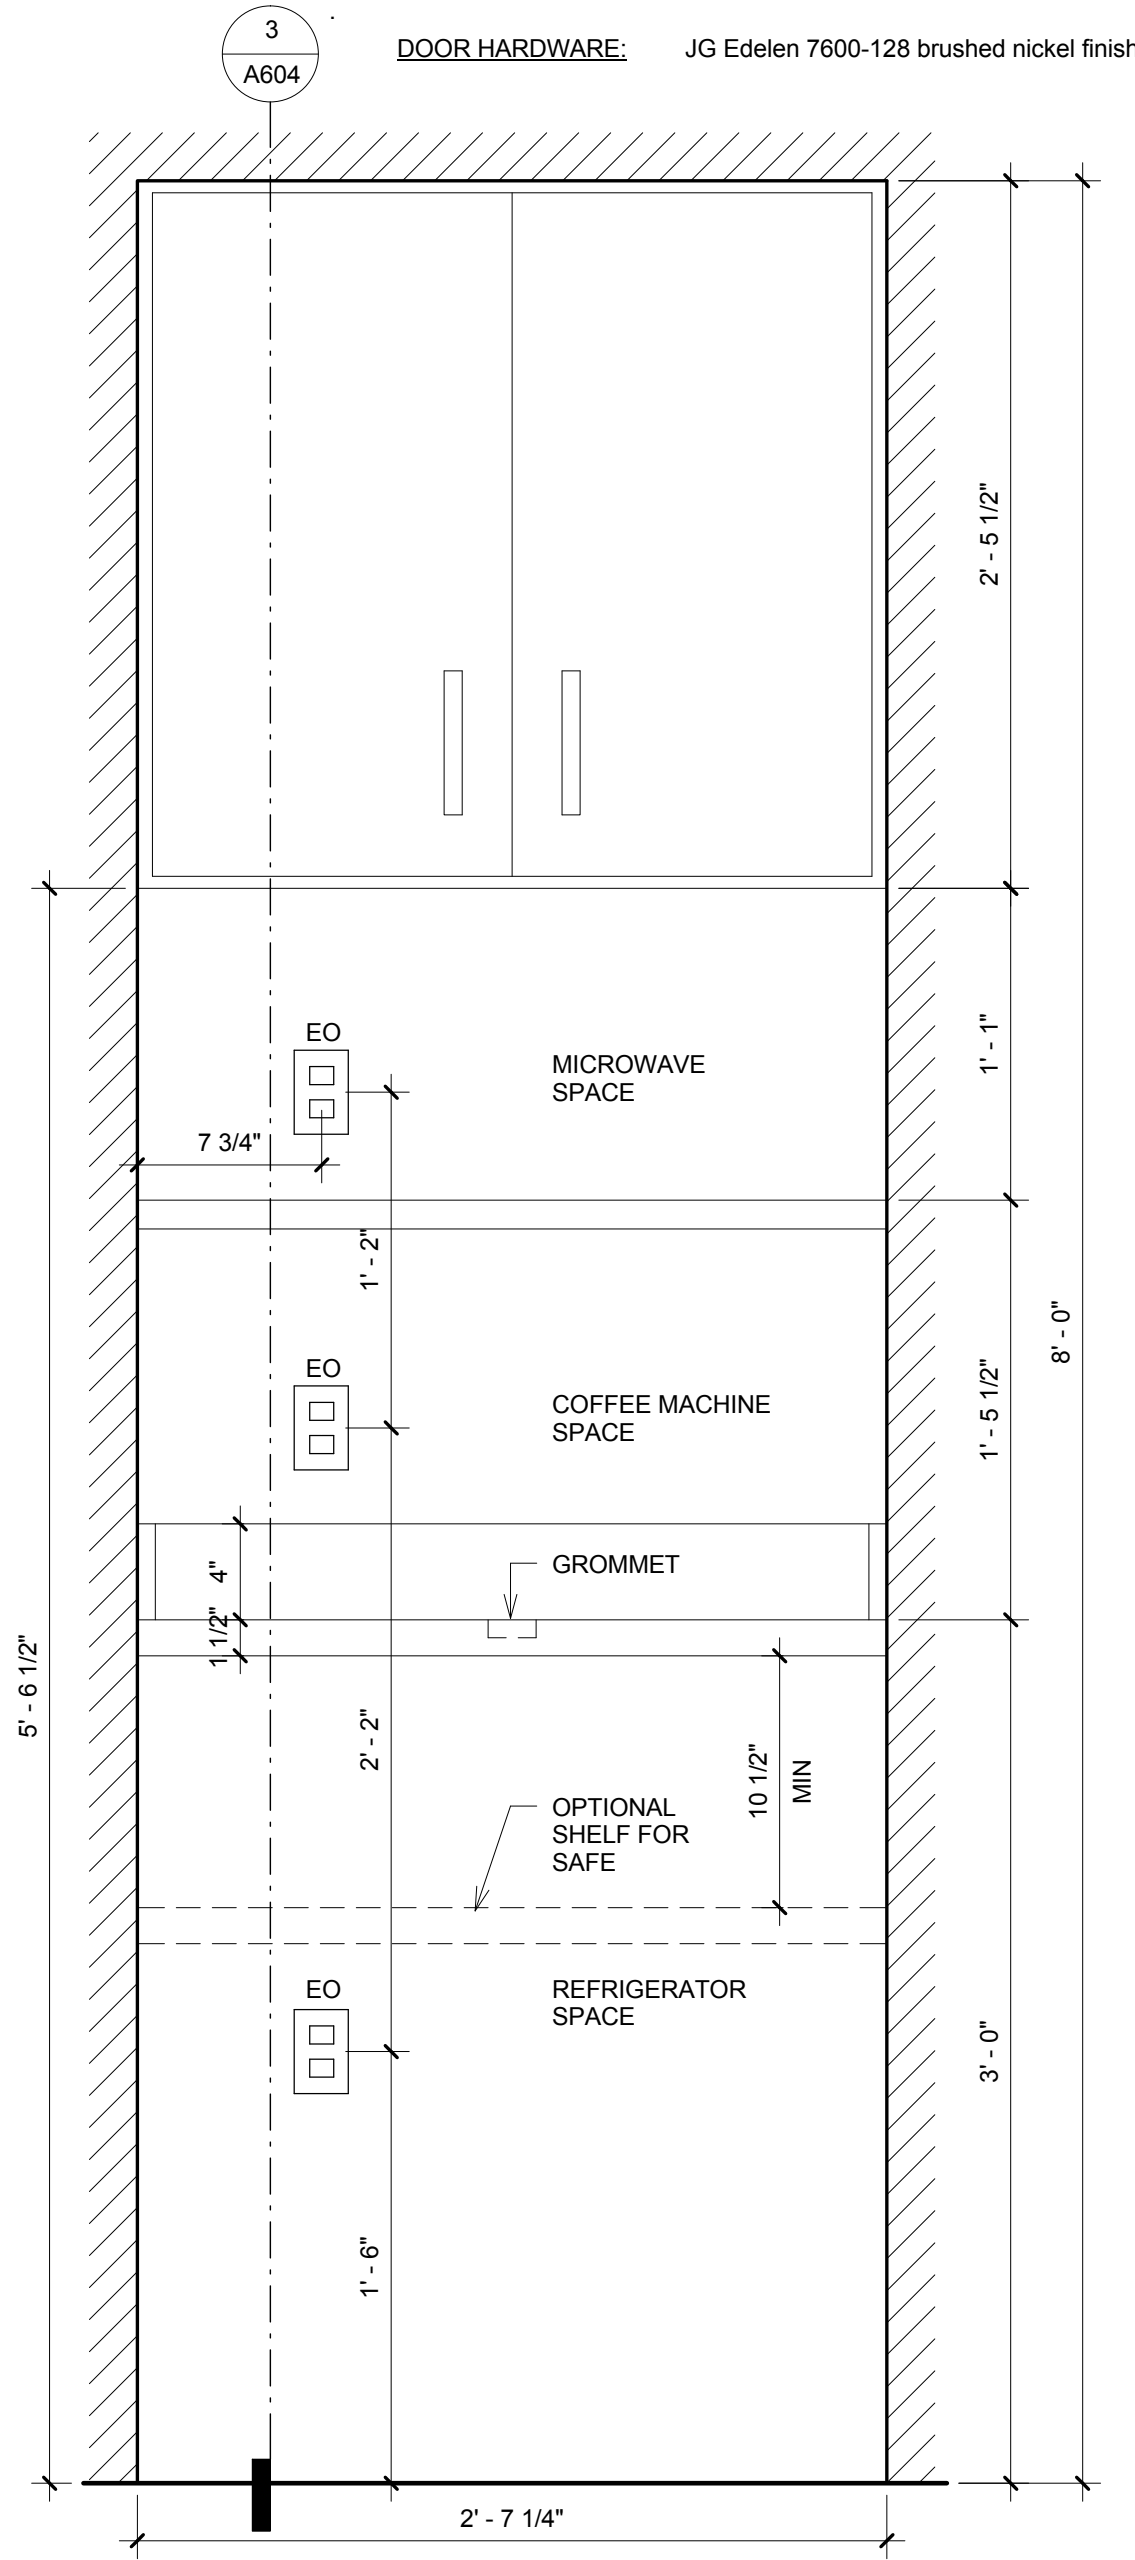 3
A604
DOOR HARDWARE: JG Edelen 7600-128 brushed nickel finish
2' - 5 1/2"
EO
MICROWAVE
SPACE
1' - 1"
7 3/4"
1' - 2"
8' - 0"
EO
COFFEE MACHINE
SPACE
1' - 5 1/2"
4"
GROMMET
1 1/2"
5' - 6 1/2"
2' - 2"
10 1/2"
MIN
OPTIONAL
SHELF FOR
SAFE
EO
REFRIGERATOR
SPACE
3' - 0"
1' - 6"
2' - 7 1/4"